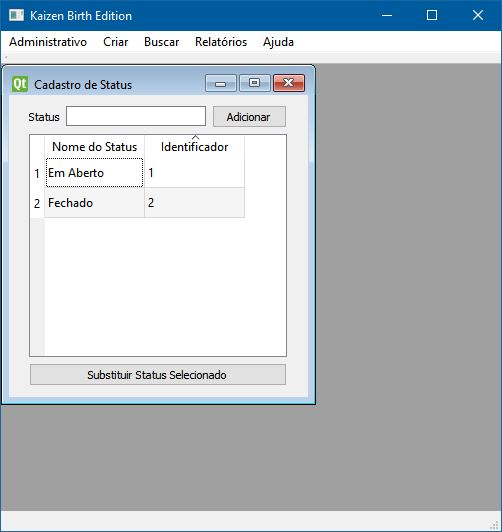 Kaizen Birth Edition
Administrativo Criar Buscar Relatórios Ajuda
Qt Cadastro de Status
Status Adicionar
Nome do Status Identificador
1 Em Aberto 1
2 Fechado 2
Substituir Status Selecionado